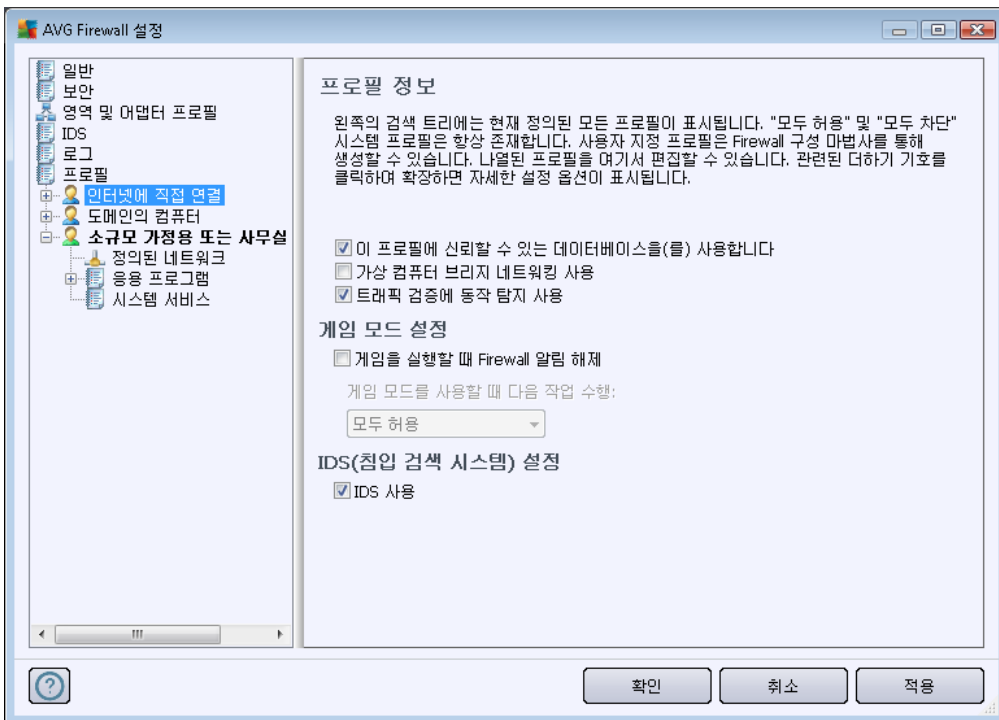 AVG Firewall 설정
일반
보안
영역 및 어댑터 프로필
IDS
로그
프로필
인터넷에 직접 연결
도메인의 컴퓨터
소규모 가정용 또는 사무실
정의된 네트워크
응용 프로그램
시스템 서비스
프로필 정보
왼쪽의 검색 트리에는 현재 정의된 모든 프로필이 표시됩니다. "모두 허용" 및 "모두 차단"
시스템 프로필은 항상 존재합니다. 사용자 지정 프로필은 Firewall 구성 마법사를 통해
생성할 수 있습니다. 나열된 프로필을 여기서 편집할 수 있습니다. 관련된 더하기 기호를
클릭하여 확장하면 자세한 설정 옵션이 표시됩니다.
이 프로필에 신뢰할 수 있는 데이터베이스을(를) 사용합니다
가상 컴퓨터 브리지 네트워킹 사용
트래픽 검증에 동작 탐지 사용
게임 모드 설정
게임을 실행할 때 Firewall 알림 해제
게임 모드를 사용할 때 다음 작업 수행:
모두 허용
IDS(침입 검색 시스템) 설정
IDS 사용
확인
취소
적용